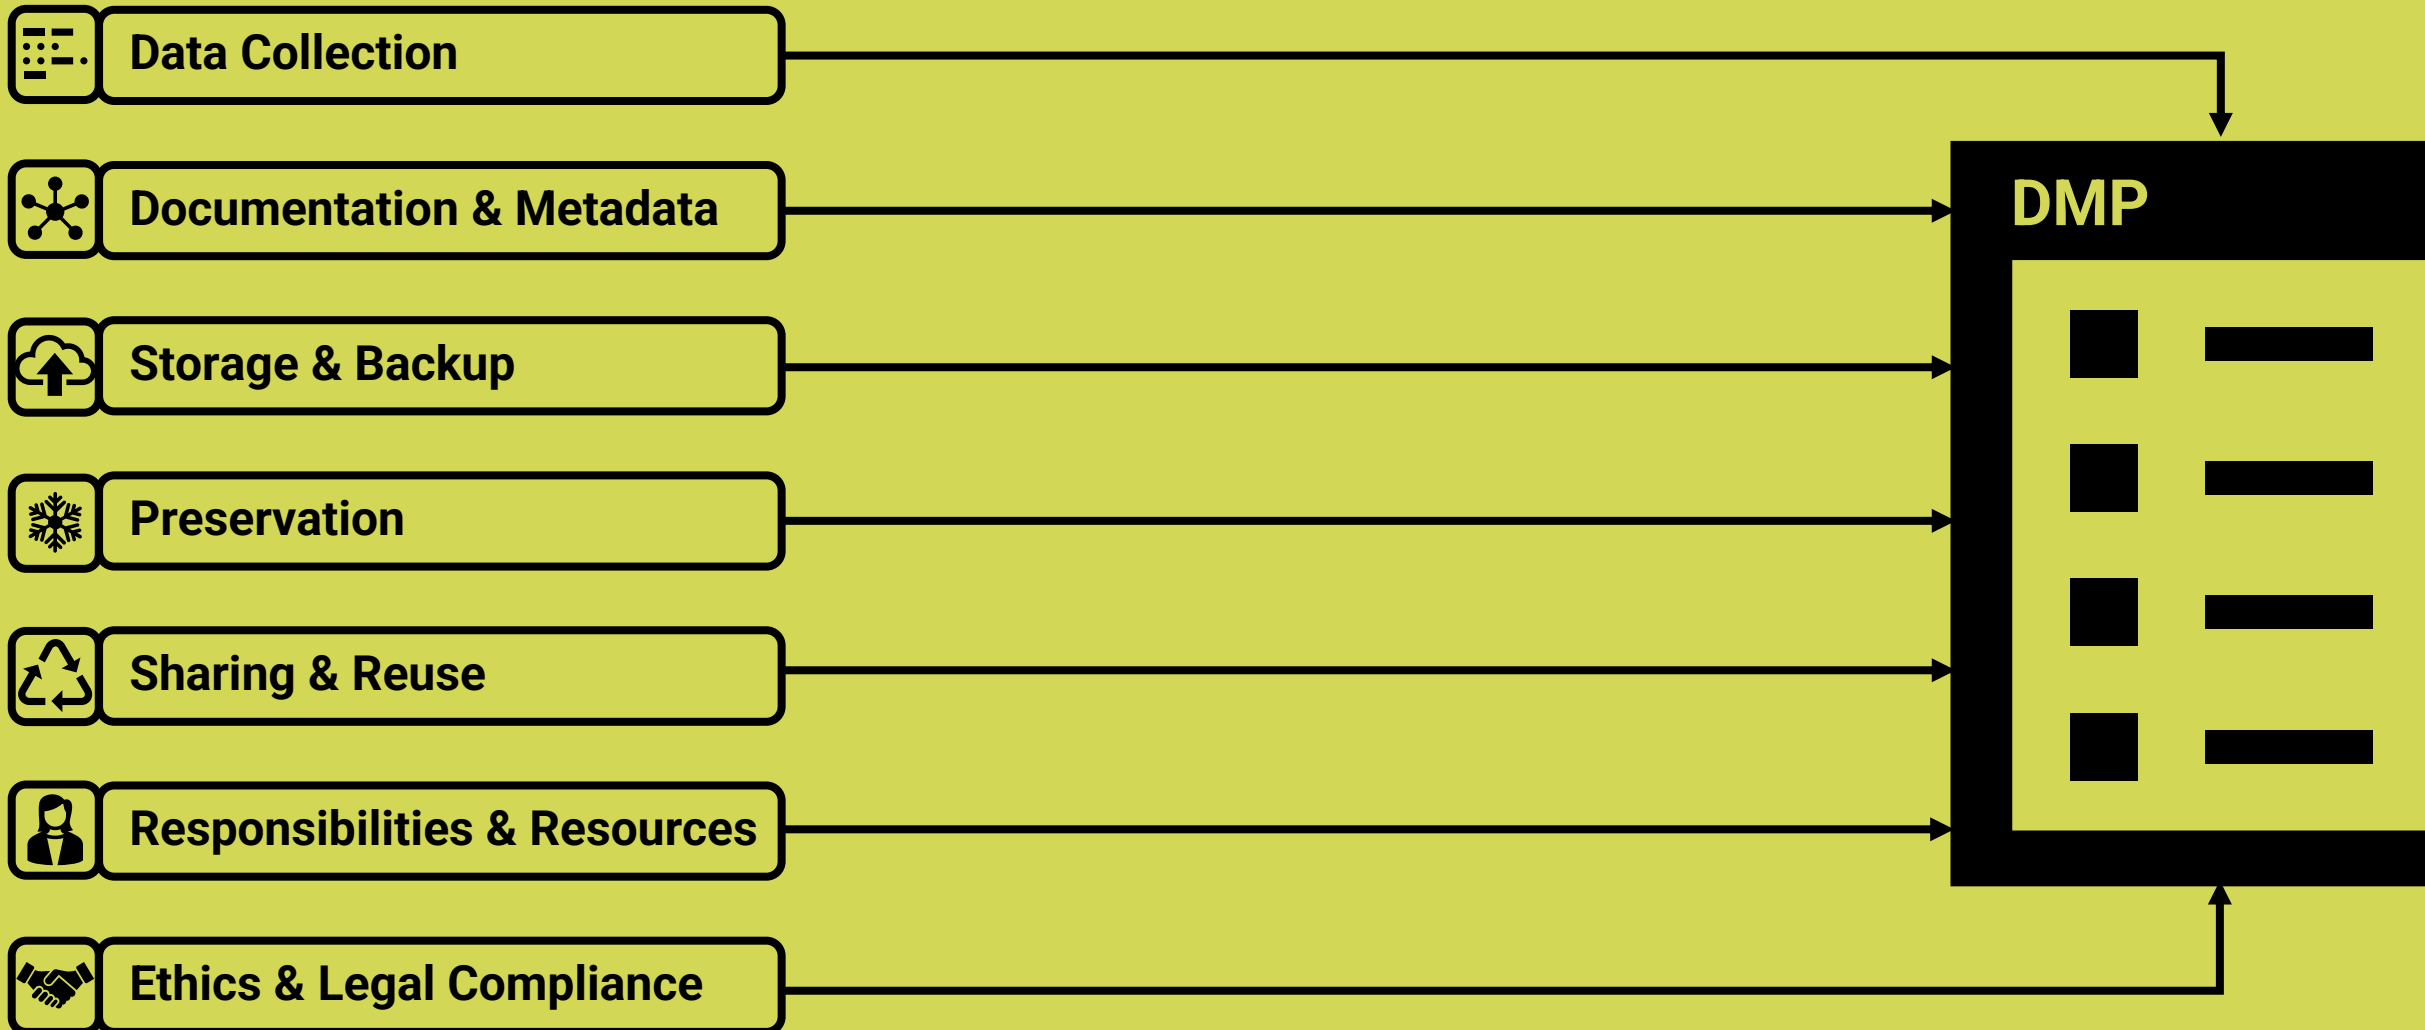 Data Collection
Documentation & Metadata
DMP
Storage & Backup
Preservation
Sharing & Reuse
Responsibilities & Resources
Ethics & Legal Compliance